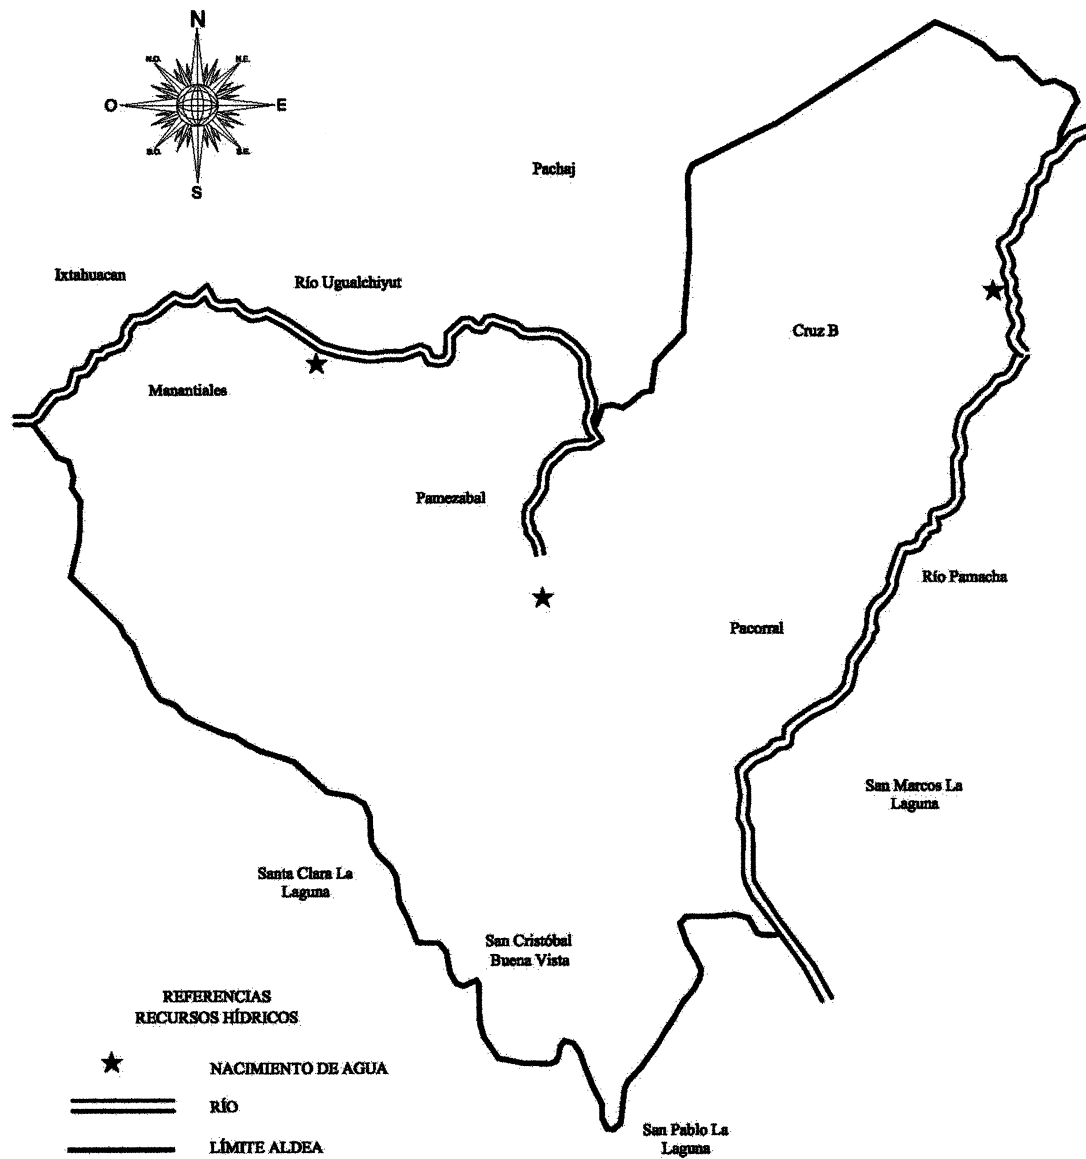 N
N.O.
N.E.
O
E
S.O.
S.E.
S
Pachaj
Ixtahuacan
Río Ugualchiyut
Cruz B
Manantiales
Pamezabal
Río Pamacha
Pacorral
San Marcos La
Laguna
Santa Clara La
Laguna
San Cristóbal
Buena Vista
REFERENCIAS
RECURSOS HÍDRICOS
NACIMIENTO DE AGUA
RÍO
San Pablo La
Laguna
LÍMITE ALDEA